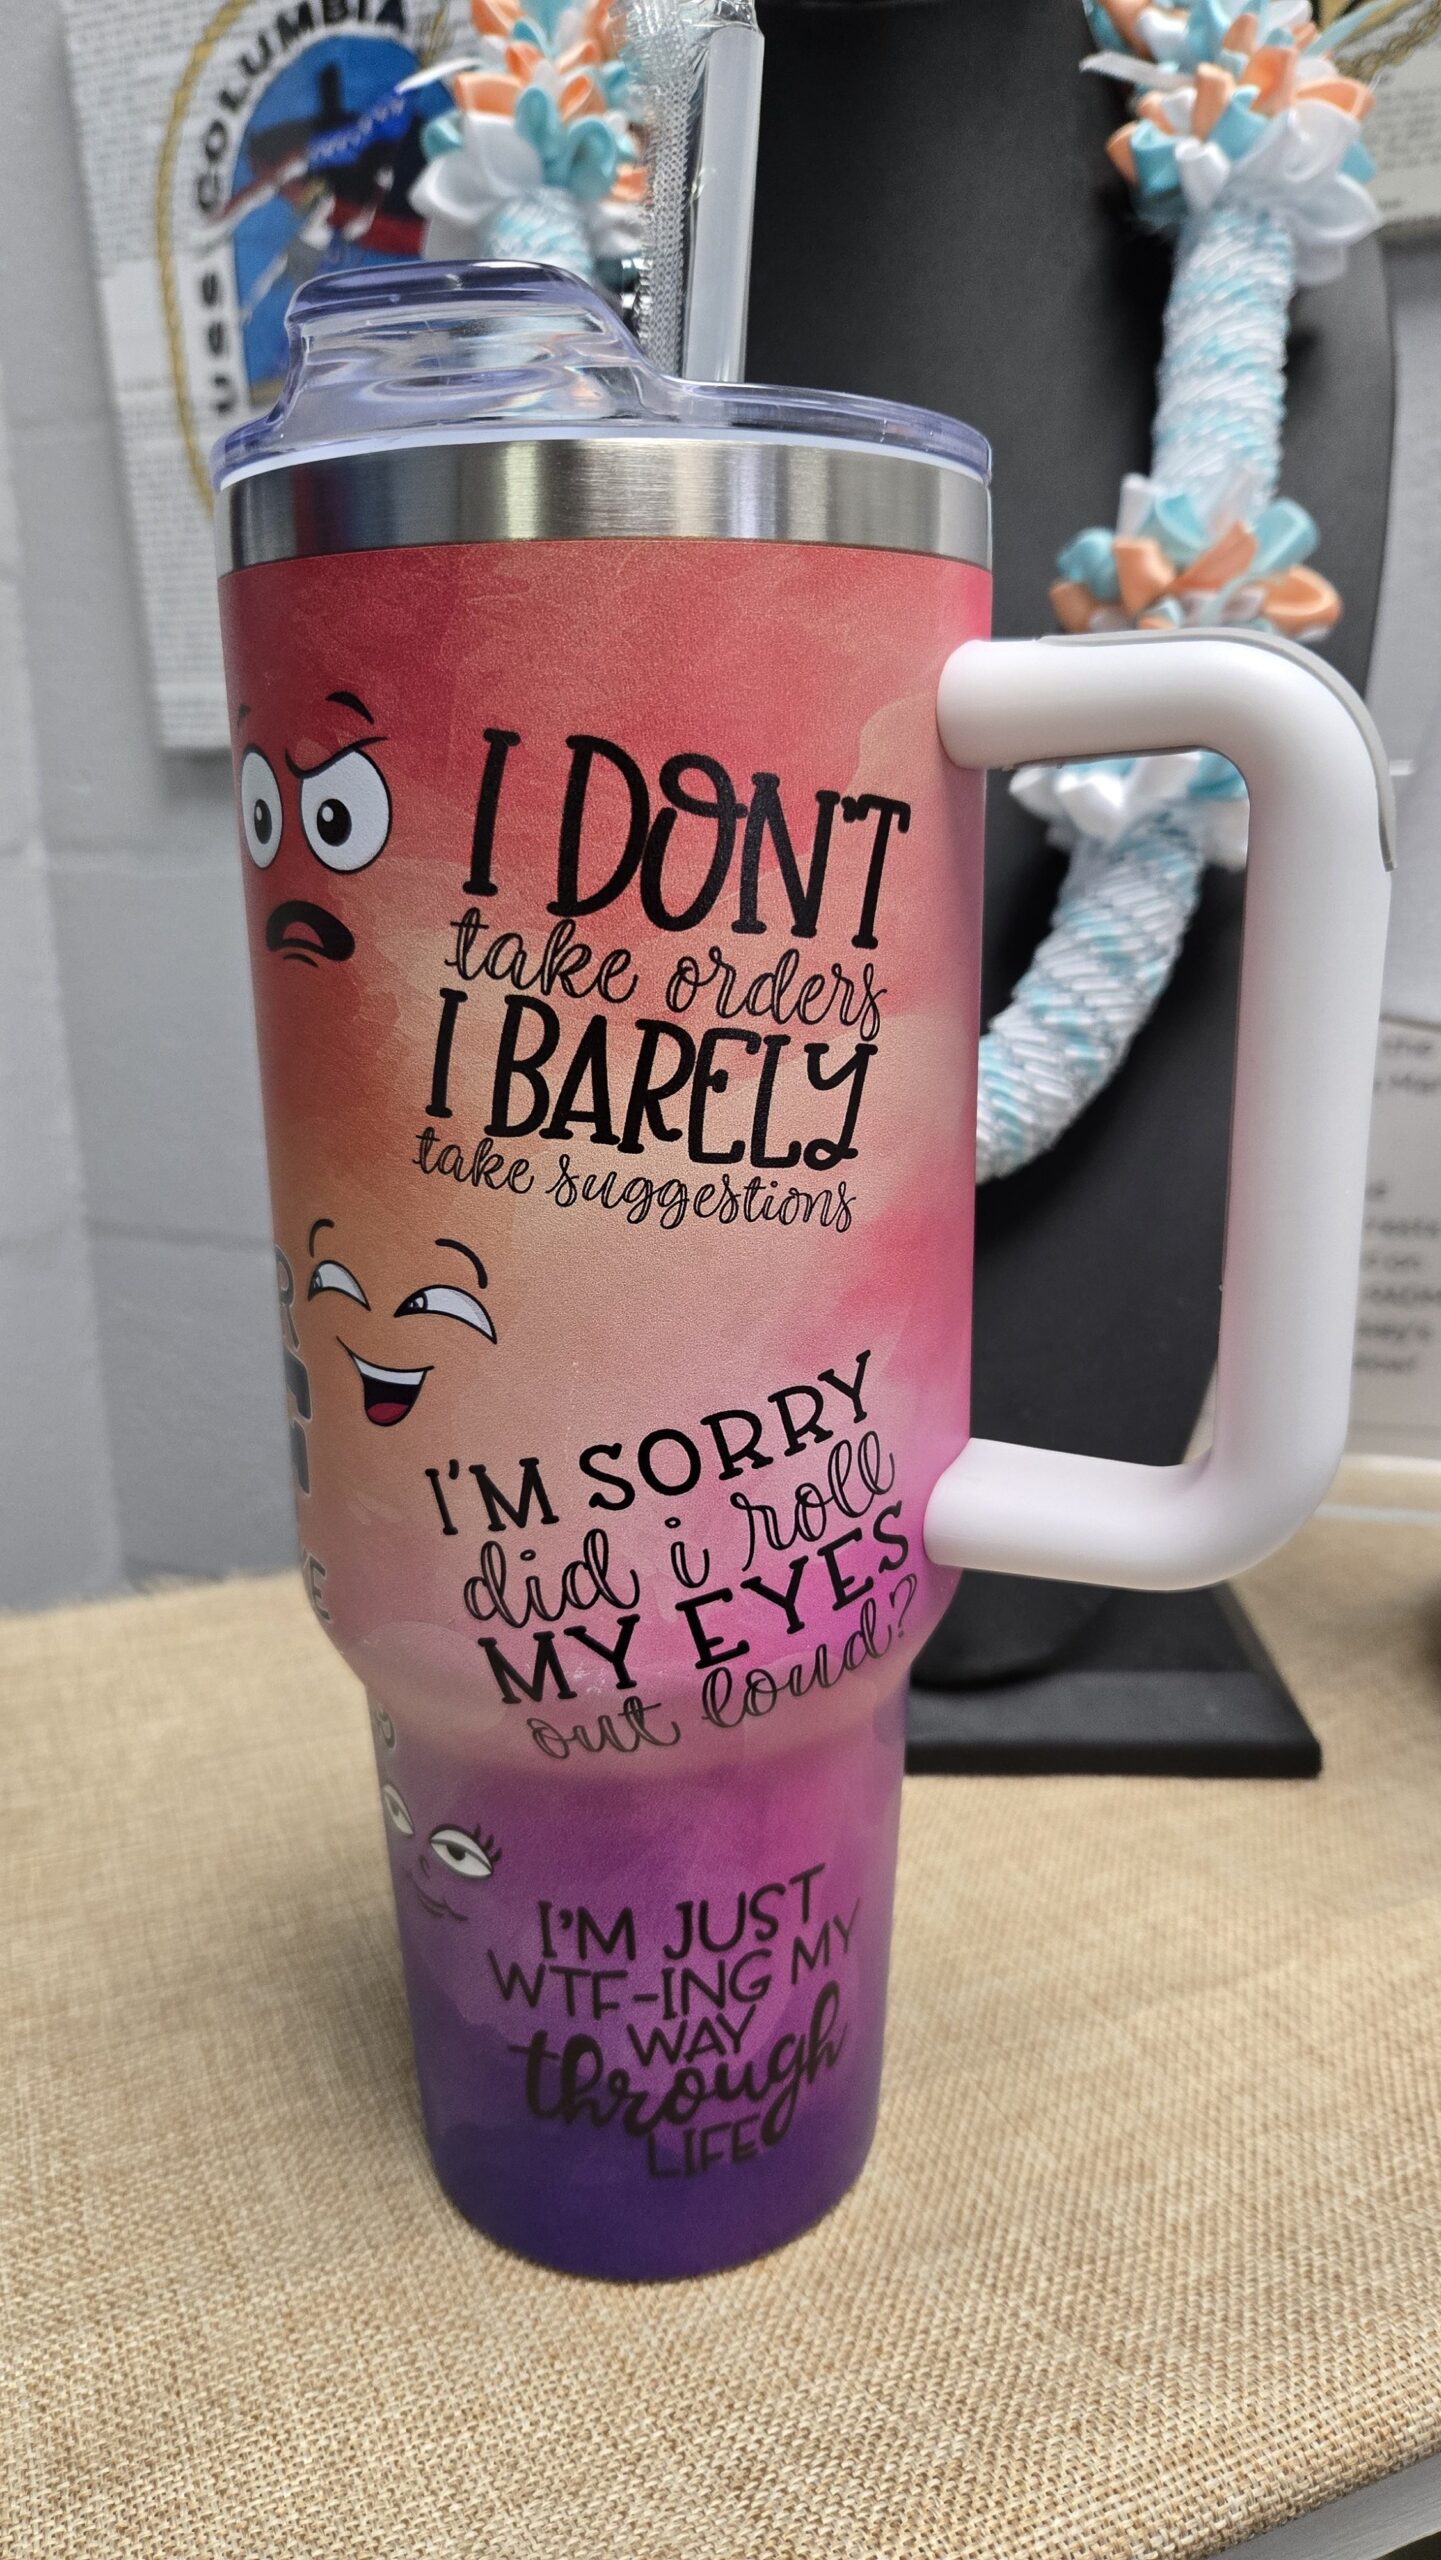 USS COLUMBIA
I DON'T
take orders
I BARELY
take suggestions
I'M SORRY
did i roll
MY EYES
out loud?
I'M JUST
WTF-ING MY
WAY
through
LIFE